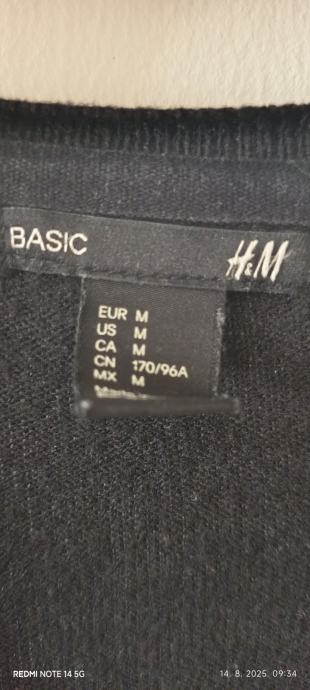 BASIC H&M
EUR M
US M
CA M
CN 170/96A
MX M
REDMI NOTE 14 5G 14. 8. 2025. 09:34